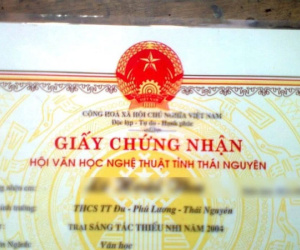 CỘNG HOÀ XÃ HỘI CHỦ NGHĨA VIỆT NAM
Độc lập - Tự do - Hạnh phúc
GIẤY CHỨNG NHẬN
HỘI VĂN HỌC NGHỆ THUẬT TỈNH THÁI NGUYÊN
THCS TT Đu - Phú Lương - Thái Nguyên
TRẠI SÁNG TÁC THIẾU NHI NĂM 2004
Văn học